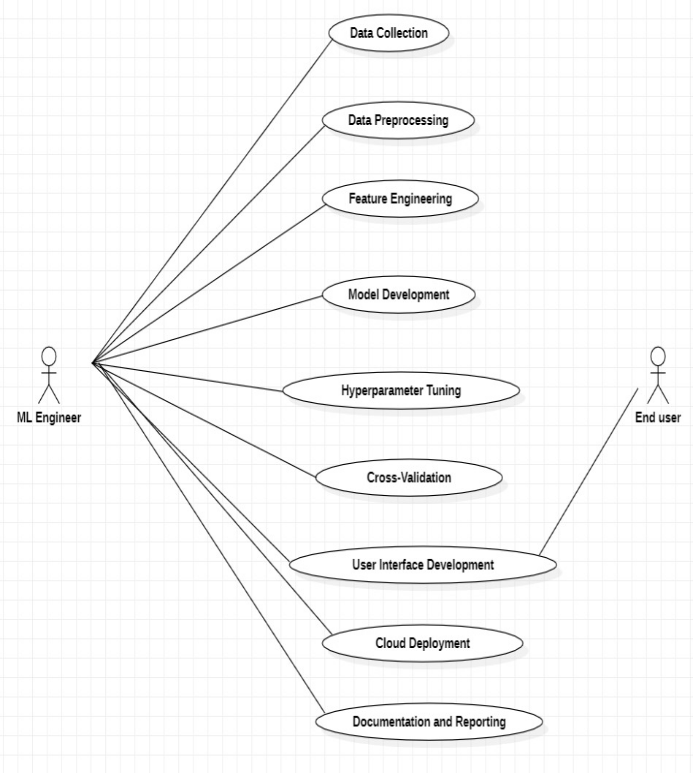 Data Collection
Data Preprocessing
Feature Engineering
Model Development
Hyperparameter Tuning
ML Engineer
End user
Cross-Validation
User Interface Development
Cloud Deployment
Documentation and Reporting